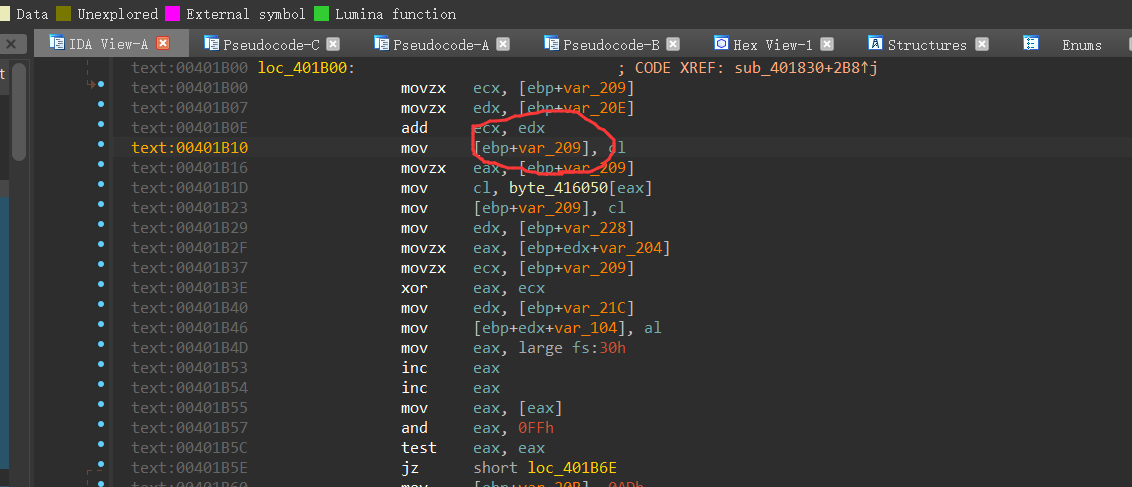 Data Unexplored External symbol Lumina function
IDA View-A Pseudocode-C Pseudocode-A Pseudocode-B Hex View-1 Structures Enums
t
text:00401B00 loc_401B00: ; CODE XREF: sub_401830+2B8↑j
text:00401B00 movzx ecx, [ebp+var_209]
text:00401B07 movzx edx, [ebp+var_20E]
text:00401B0E add ecx, edx
text:00401B10 mov [ebp+var_209], cl
text:00401B16 movzx eax, [ebp+var_209]
text:00401B1D mov cl, byte_416050[eax]
text:00401B23 mov [ebp+var_209], cl
text:00401B29 mov edx, [ebp+var_228]
text:00401B2F movzx eax, [ebp+edx+var_204]
text:00401B37 movzx ecx, [ebp+var_209]
text:00401B3E xor eax, ecx
text:00401B40 mov edx, [ebp+var_21C]
text:00401B46 mov [ebp+edx+var_104], al
text:00401B4D mov eax, large fs:30h
text:00401B53 inc eax
text:00401B54 inc eax
text:00401B55 mov eax, [eax]
text:00401B57 and eax, 0FFh
text:00401B5C test eax, eax
text:00401B5E jz short loc_401B6E
text:00401B60 mov [ebp+var_20B], 0ADh